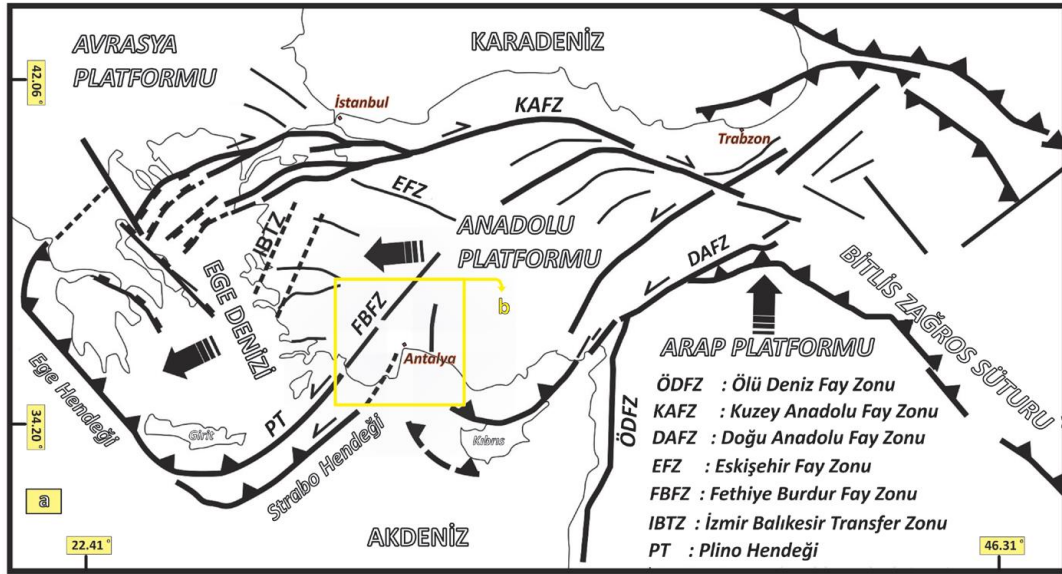 AVRASYA
PLATFORMU
KARADENİZ
42.06 °
İstanbul
KAFZ
Trabzon
EFZ
IBTZ
ANADOLU
PLATFORMU
DAFZ
BİTLİS ZAĞROS SÜTURU
EGE DENİZİ
FBFZ
b
Antalya
ARAP PLATFORMU
Ege Hendeği
34.20 °
Girit
PT
Strabo Hendeği
Kıbrıs
ÖDFZ
ÖDFZ : Ölü Deniz Fay Zonu
KAFZ : Kuzey Anadolu Fay Zonu
DAFZ : Doğu Anadolu Fay Zonu
EFZ : Eskişehir Fay Zonu
FBFZ : Fethiye Burdur Fay Zonu
IBTZ : İzmir Balıkesir Transfer Zonu
PT : Plino Hendeği
a
AKDENİZ
22.41 °
46.31 °